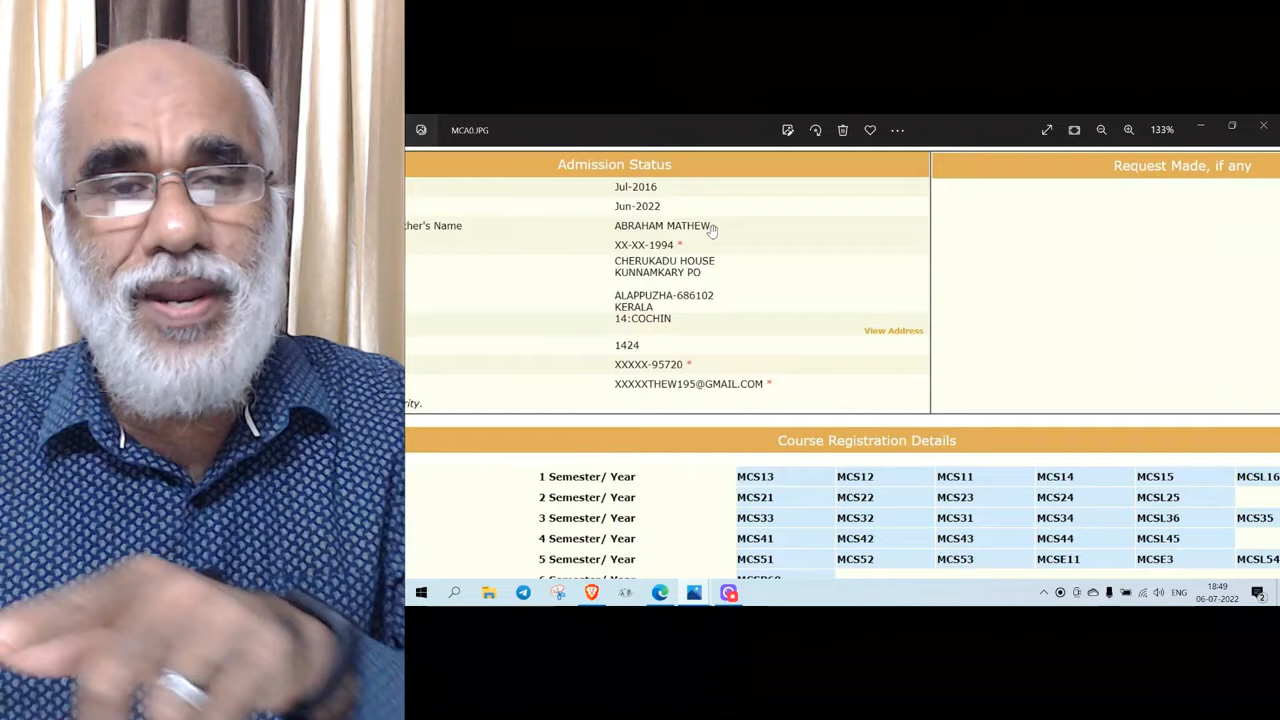 MCA0.JPG
133%
Admission Status
Request Made, if any
Jul-2016
Jun-2022
ther's Name
ABRAHAM MATHEW
XX-XX-1994 *
CHERUKADU HOUSE
KUNNAMKARY PO
ALAPPUZHA-686102
KERALA
14:COCHIN
View Address
1424
XXXXX-95720 *
XXXXXTHEW195@GMAIL.COM *
rity.
Course Registration Details
1 Semester/ Year MCS13 MCS12 MCS11 MCS14 MCS15 MCSL16
2 Semester/ Year MCS21 MCS22 MCS23 MCS24 MCSL25
3 Semester/ Year MCS33 MCS32 MCS31 MCS34 MCSL36 MCS35
4 Semester/ Year MCS41 MCS42 MCS43 MCS44 MCSL45
5 Semester/ Year MCS51 MCS52 MCS53 MCSE11 MCSE3 MCSL54
ENG
18:49
06-07-2022
2